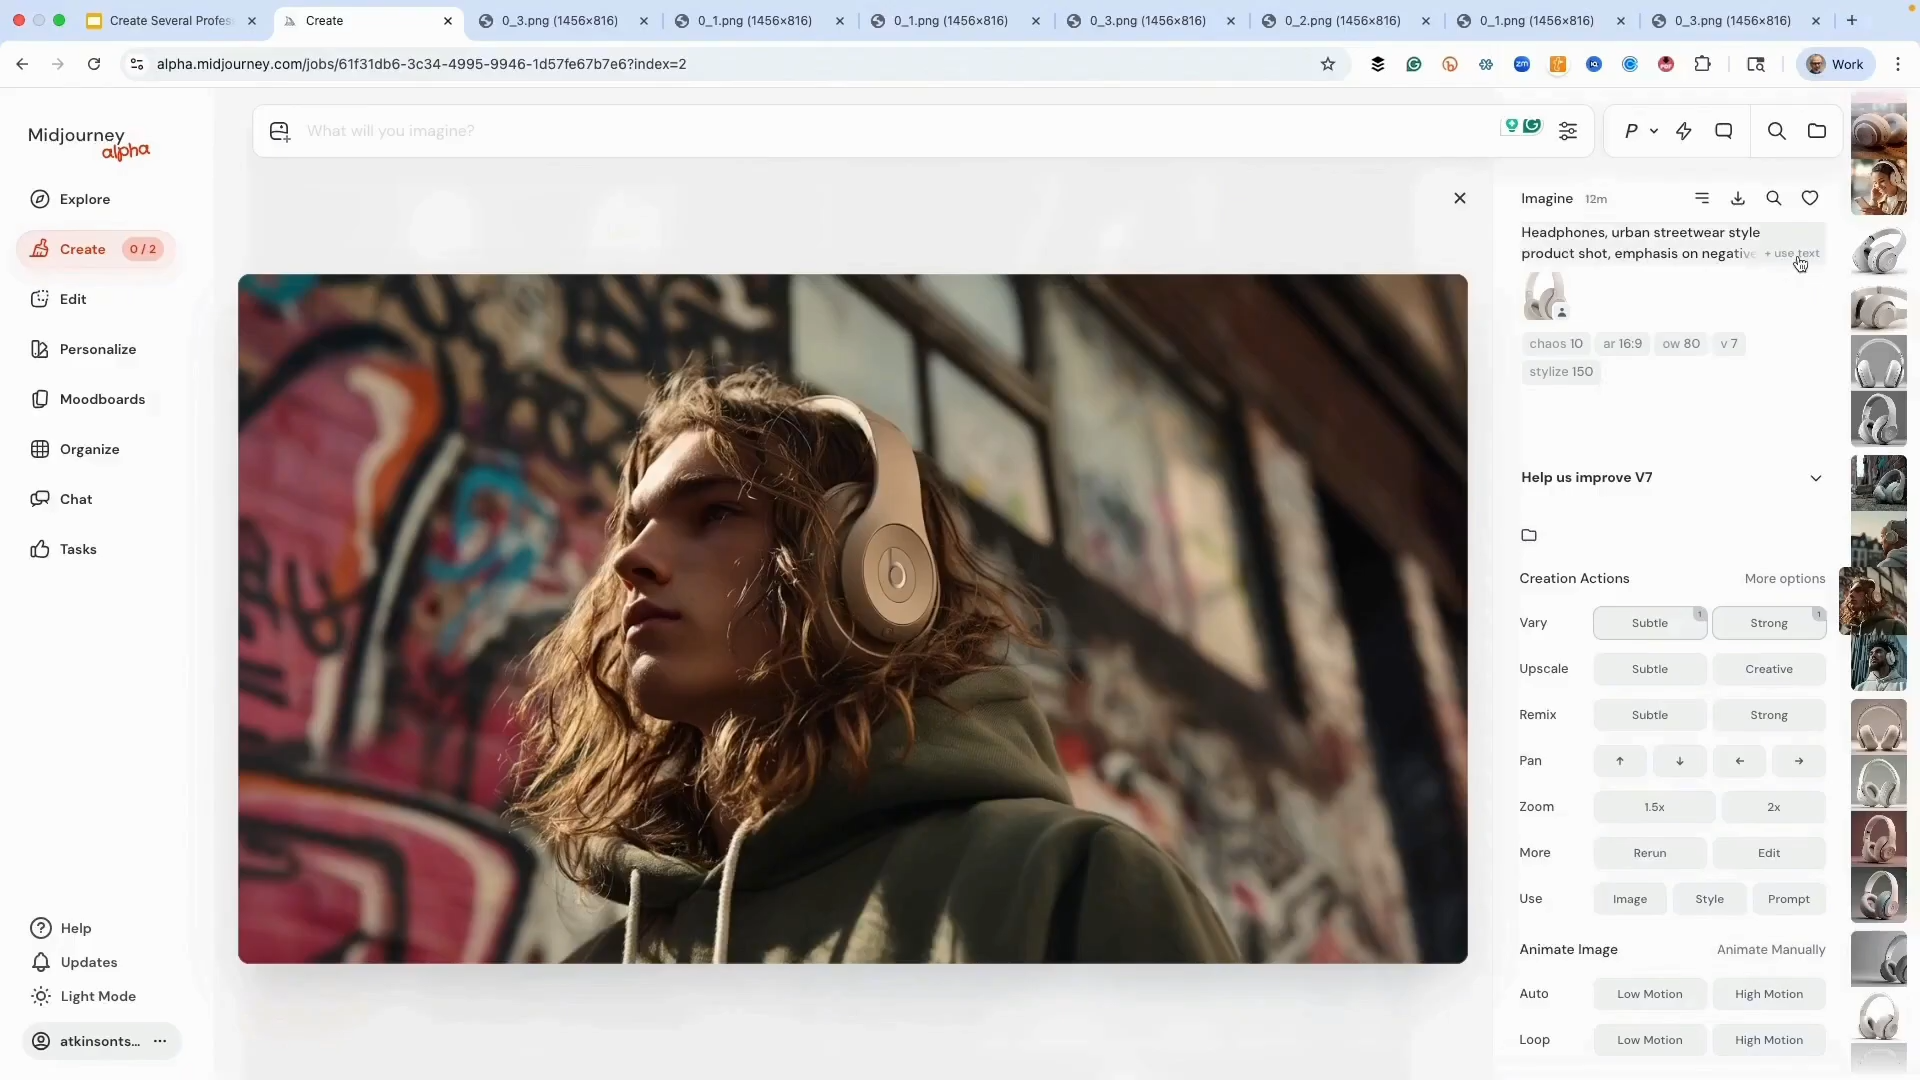 Create Several Profes
Create
0_3.png (1456×816)
0_1.png (1456×816)
0_1.png (1456×816)
0_3.png (1456×816)
0_2.png (1456×816)
0_1.png (1456×816)
0_3.png (1456×816)
alpha.midjourney.com/jobs/61f31db6-3c34-4995-9946-1d57fe67b7e6?index=2
Work
Midjourney
alpha
What will you imagine?
P
Explore
Create 0 / 2
Edit
Personalize
Moodboards
Organize
Chat
Tasks
Help
Updates
Light Mode
atkinsonts...
Imagine 12m
Headphones, urban streetwear style
product shot, emphasis on negative + use text
chaos 10 ar 16:9 ow 80 v 7
stylize 150
Help us improve V7
Creation Actions More options
Vary Subtle 1 Strong 1
Upscale Subtle Creative
Remix Subtle Strong
Pan ↑ ↓ ← →
Zoom 1.5x 2x
More Rerun Edit
Use Image Style Prompt
Animate Image Animate Manually
Auto Low Motion High Motion
Loop Low Motion High Motion